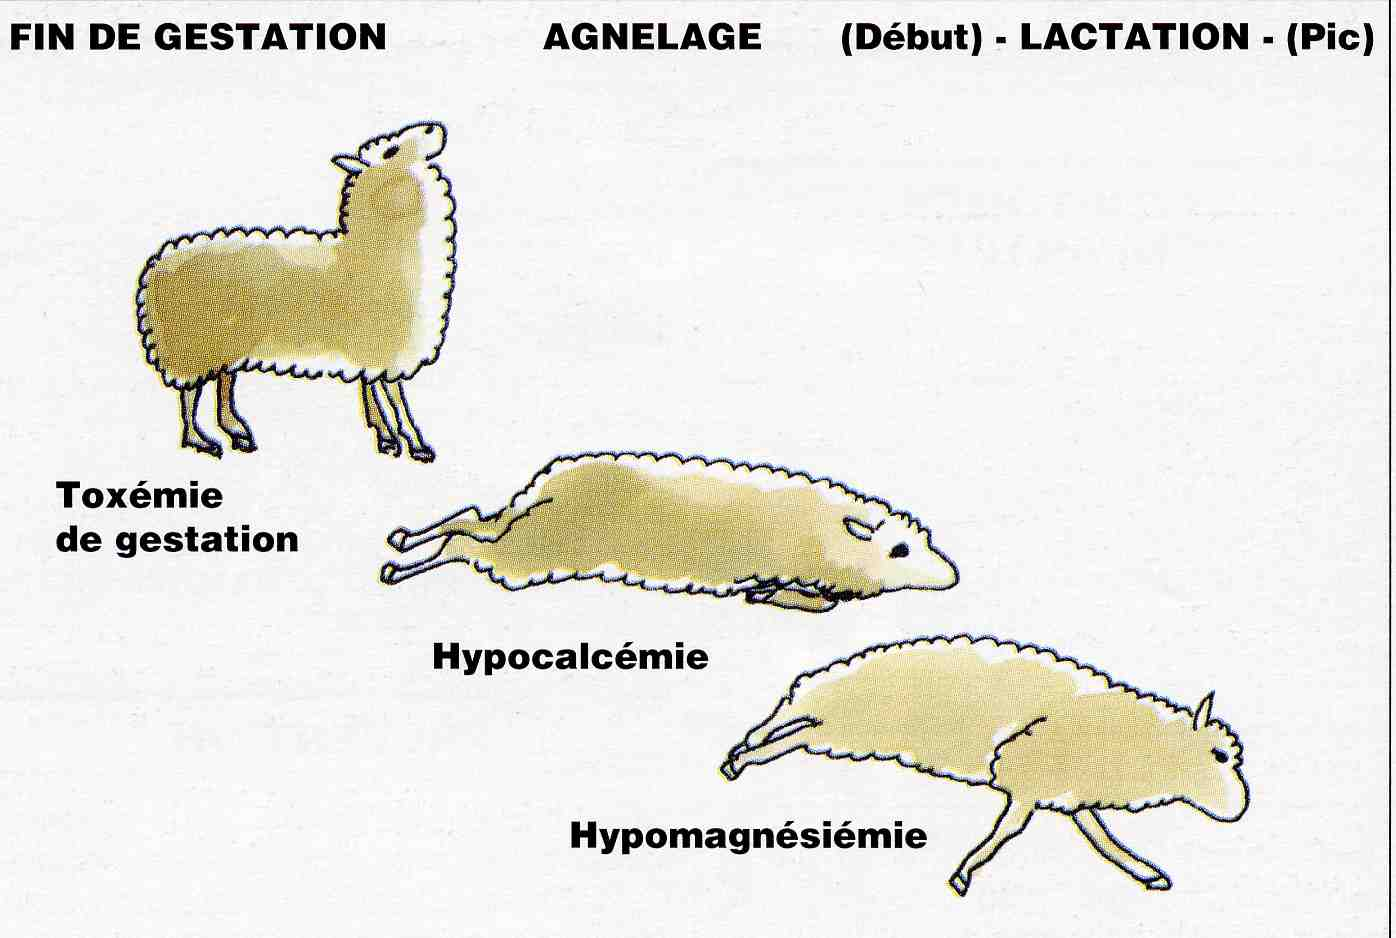 FIN DE GESTATION AGNELAGE (Début) - LACTATION - (Pic)
Toxémie
de gestation
Hypocalcémie
Hypomagnésiémie